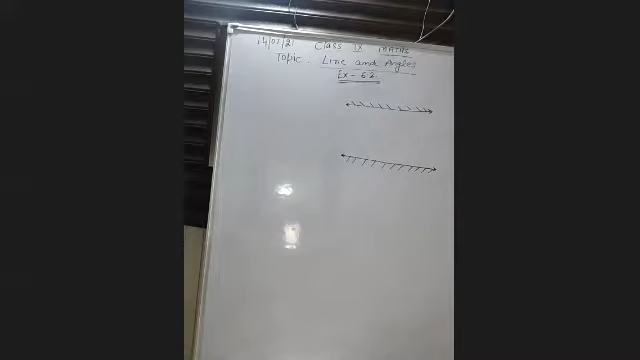 14/07/21 Class IX MATHS
Topic. Line and Angles
Ex - 6.2